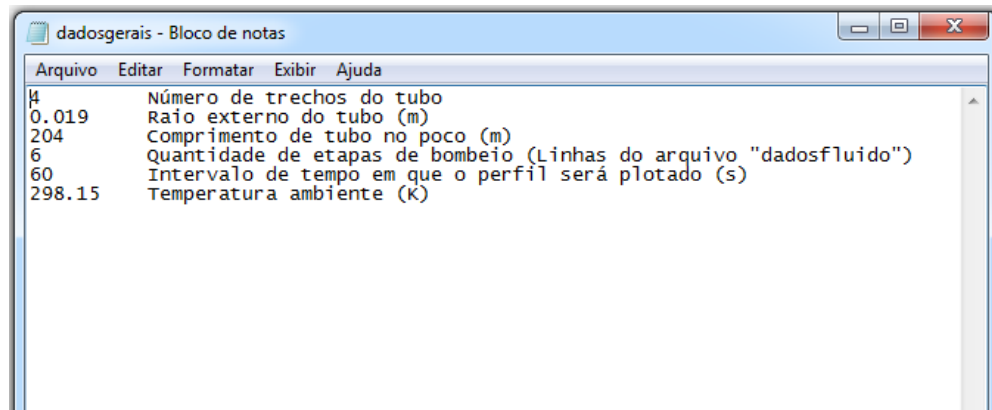 dadosgerais - Bloco de notas
Arquivo Editar Formatar Exibir Ajuda
4 Número de trechos do tubo
0.019 Raio externo do tubo (m)
204 Comprimento de tubo no poco (m)
6 Quantidade de etapas de bombeio (Linhas do arquivo "dadosfluido")
60 Intervalo de tempo em que o perfil será plotado (s)
298.15 Temperatura ambiente (K)